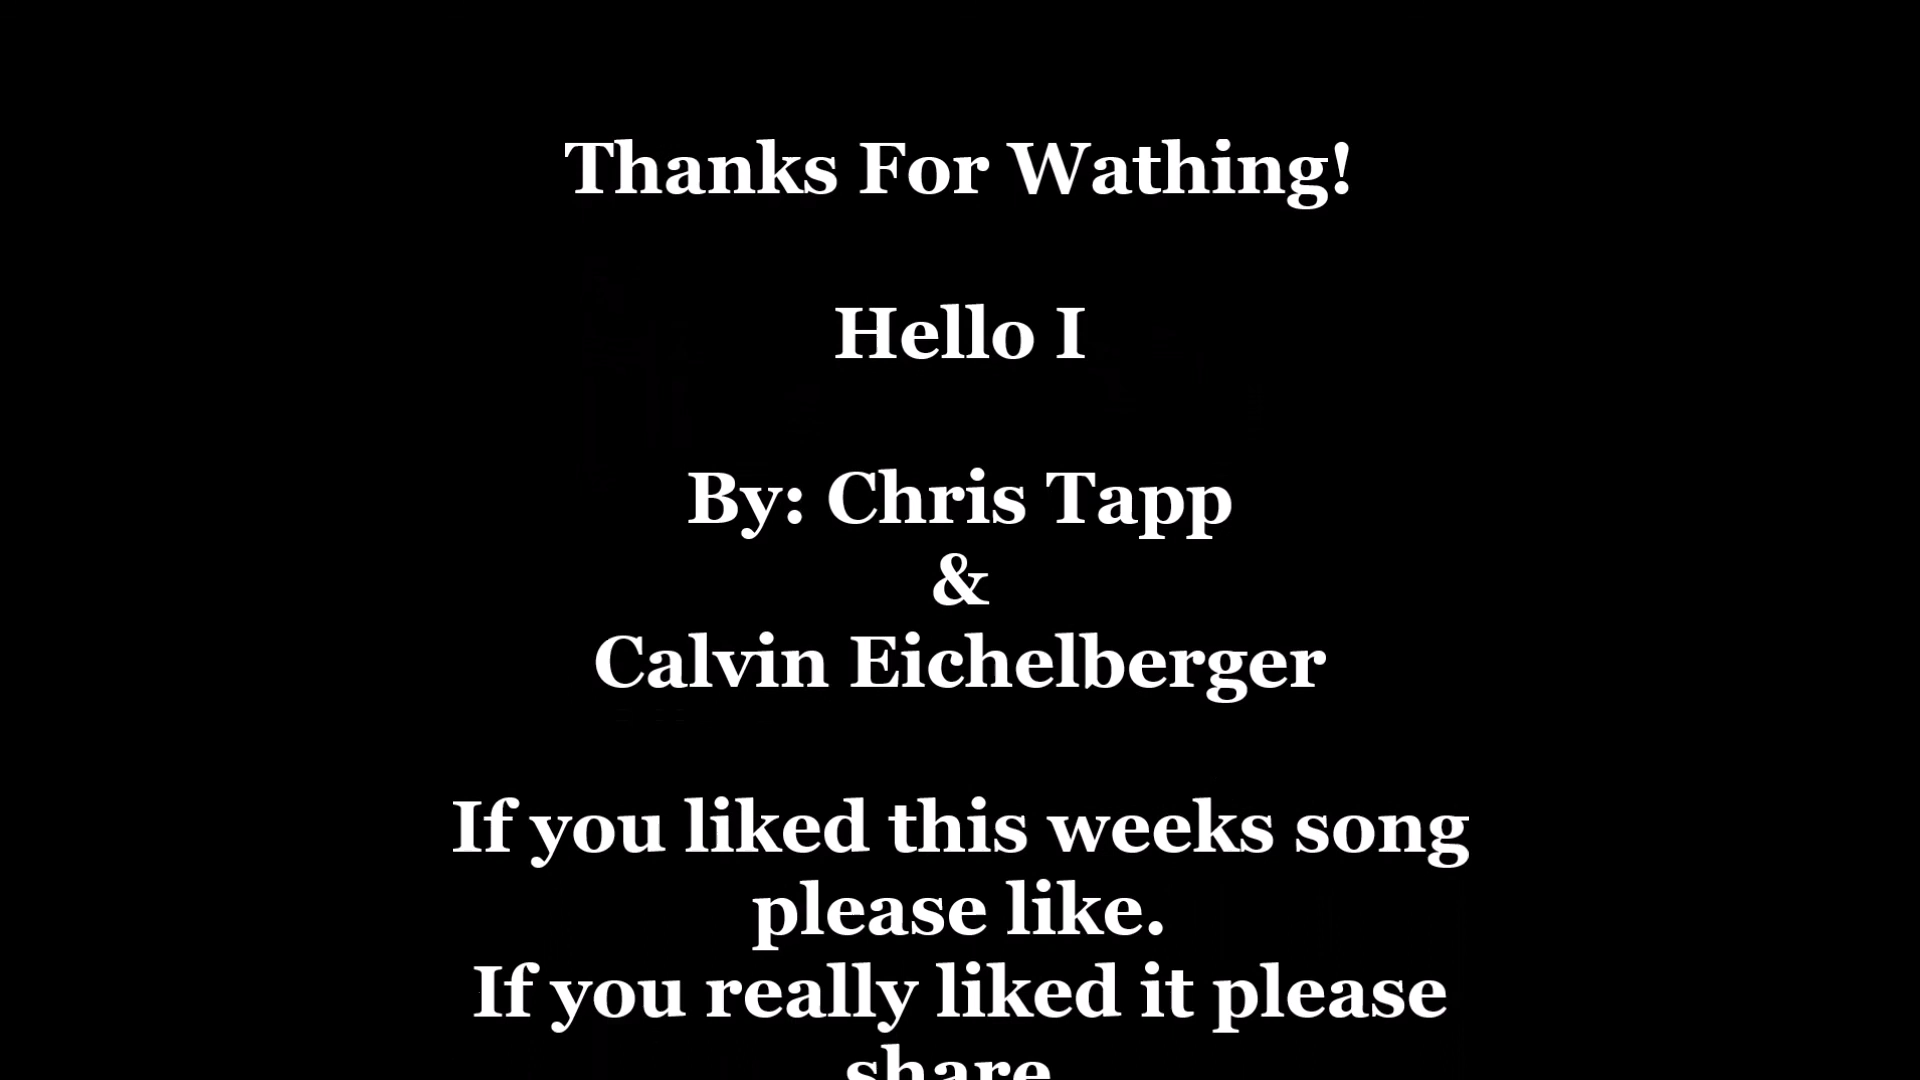 Thanks For Wathing!
Hello I
By: Chris Tapp
&
Calvin Eichelberger
If you liked this weeks song
please like.
If you really liked it please
share